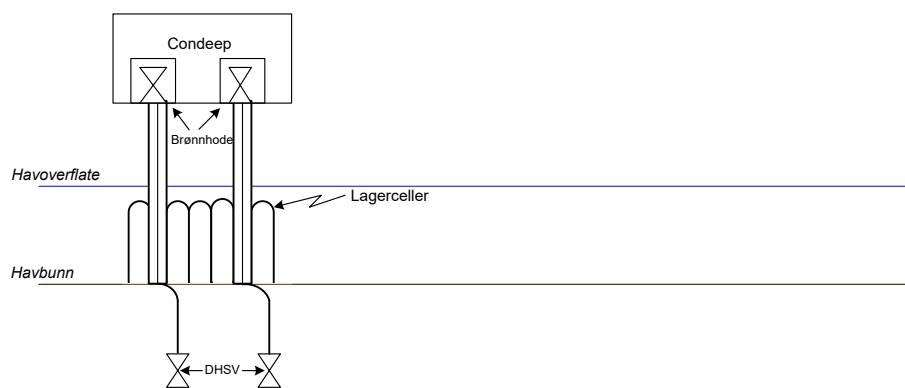 Condeep
Brønnhode
Havoverflate
Lagerceller
Havbunn
DHSV